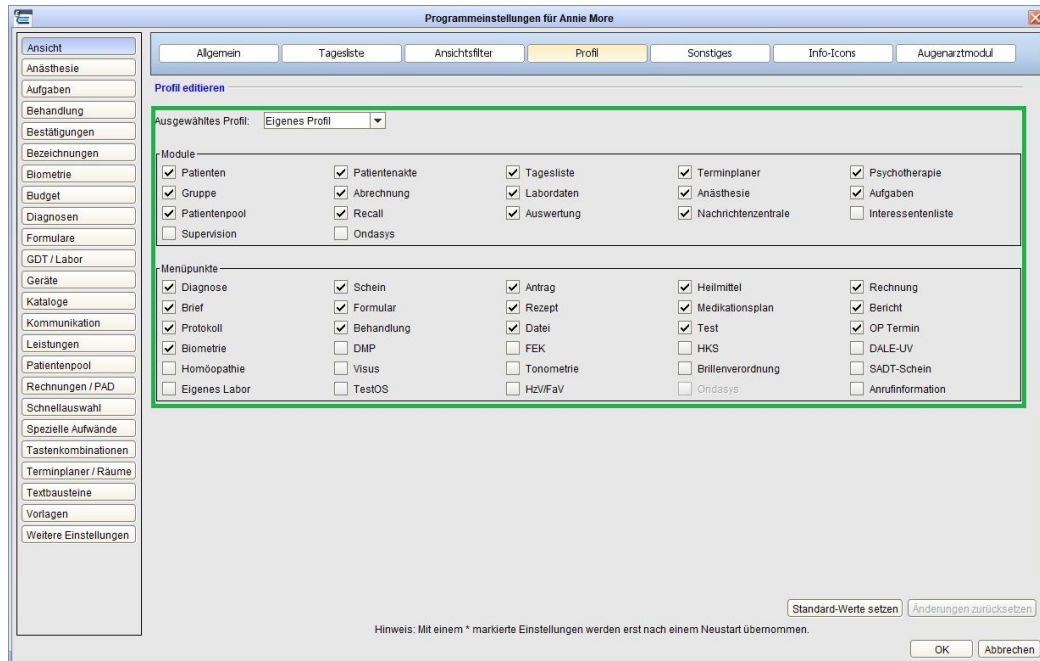 Programmeinstellungen für Annie More
Ansicht
Anästhesie
Aufgaben
Behandlung
Bestätigungen
Bezeichnungen
Biometrie
Budget
Diagnosen
Formulare
GDT / Labor
Geräte
Kataloge
Kommunikation
Leistungen
Patientenpool
Rechnungen / PAD
Schnellauswahl
Spezielle Aufwände
Tastenkombinationen
Terminplaner / Räume
Textbausteine
Vorlagen
Weitere Einstellungen
Allgemein Tagesliste Ansichtsfilter Profil Sonstiges Info-Icons Augenarztmodul
Profil editieren
Ausgewähltes Profil: Eigenes Profil
Module
Patienten Patientenakte Tagesliste Terminplaner Psychotherapie
Gruppe Abrechnung Labordaten Anästhesie Aufgaben
Patientenpool Recall Auswertung Nachrichtenzentrale Interessentenliste
Supervision Ondasys
Menüpunkte
Diagnose Schein Antrag Heilmittel Rechnung
Brief Formular Rezept Medikationsplan Bericht
Protokoll Behandlung Datei Test OP Termin
Biometrie DMP FEK HKS DALE-UV
Homöopathie Visus Tonometrie Brillenverordnung SADT-Schein
Eigenes Labor TestOS HzV/FaV Ondasys Anrufinformation
Standard-Werte setzen Änderungen zurücksetzen
Hinweis: Mit einem * markierte Einstellungen werden erst nach einem Neustart übernommen.
OK Abbrechen